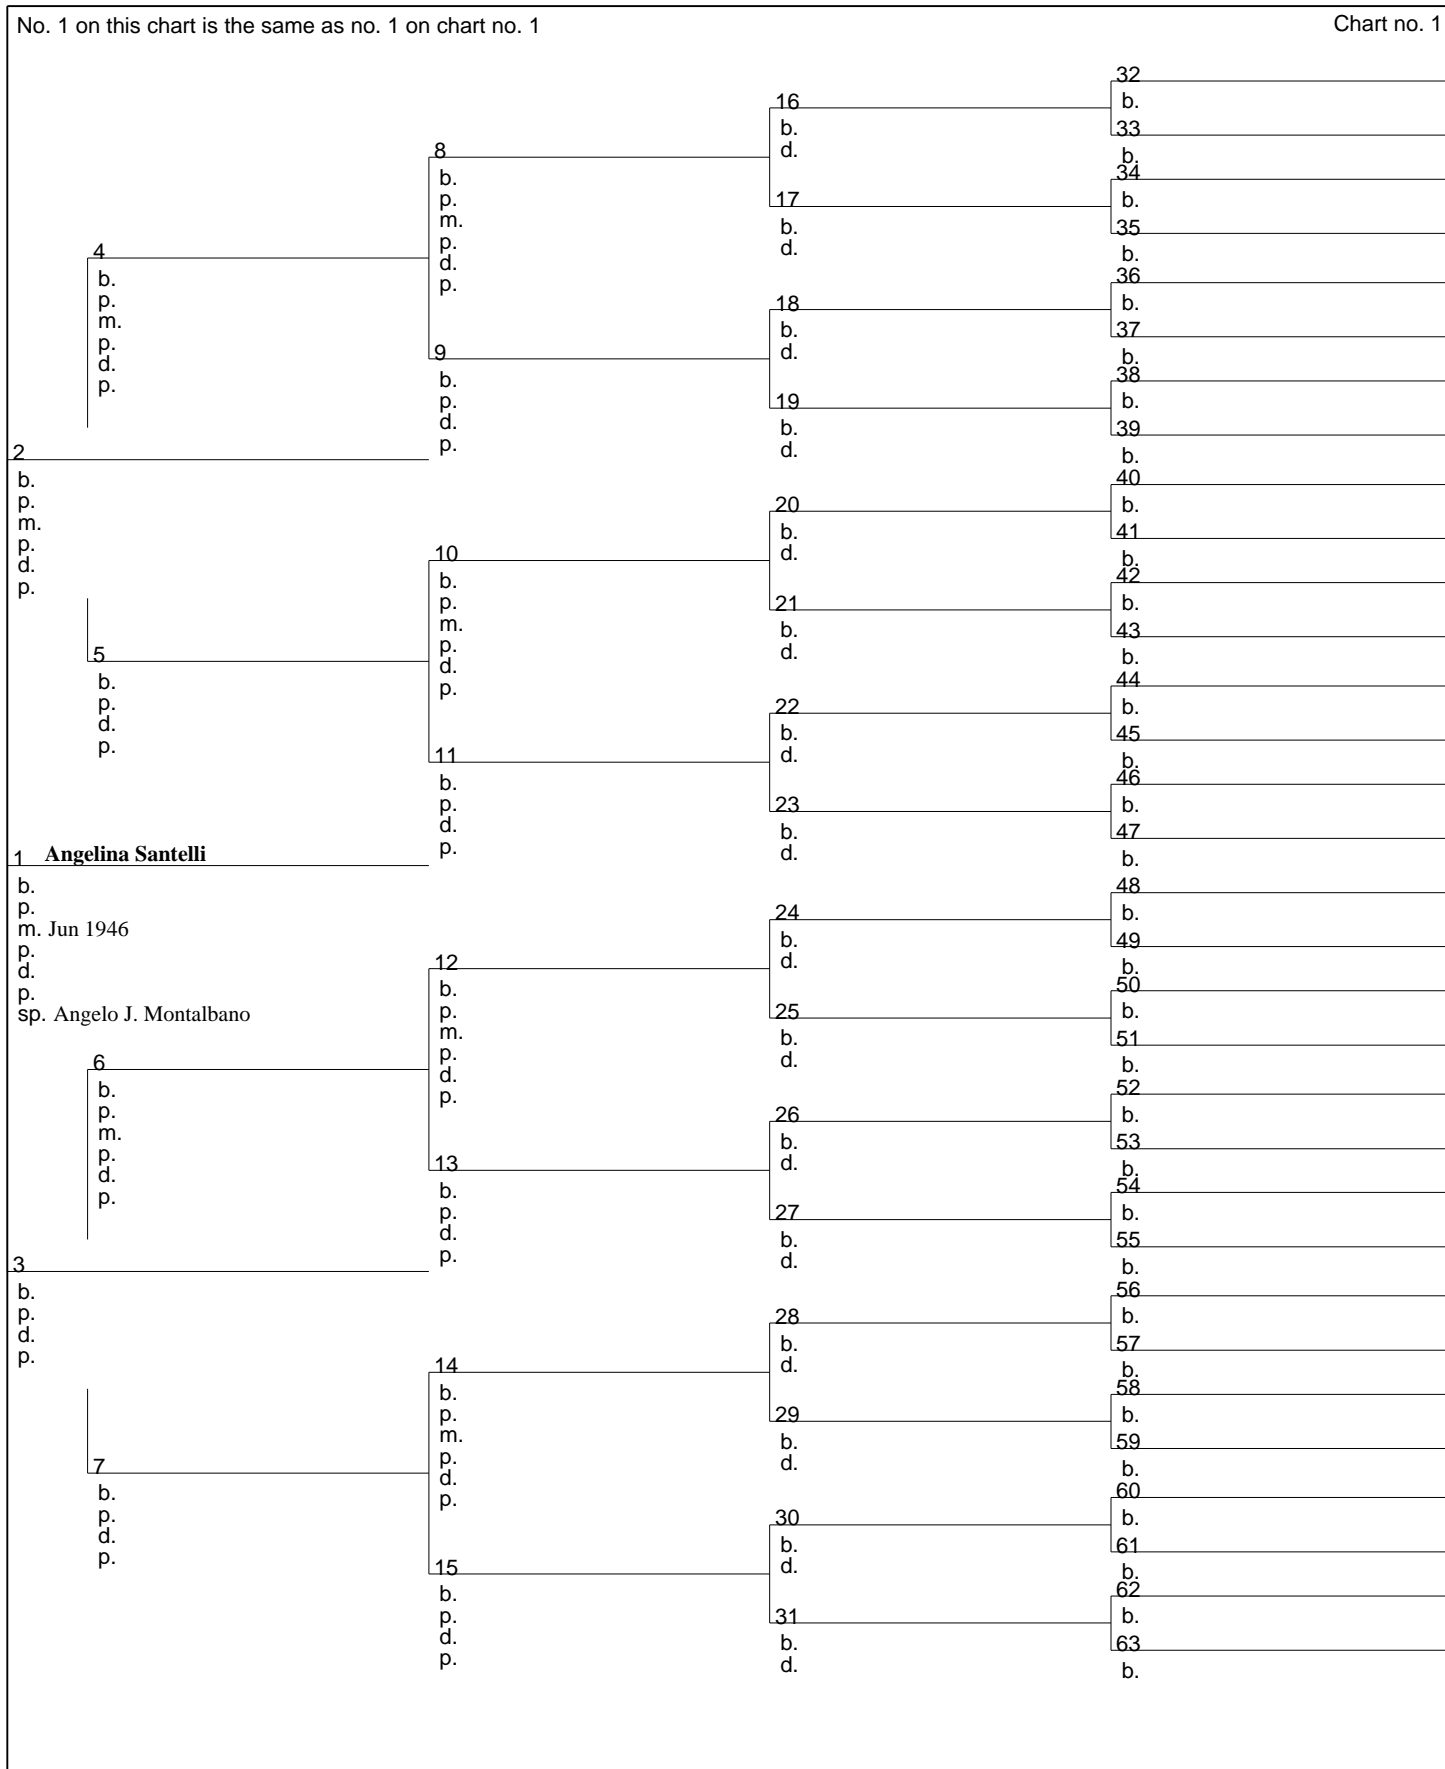 No. 1 on this chart is the same as no. 1 on chart no. 1
Chart no. 1
2
b.
p.
m.
p.
d.
p.
1 Angelina Santelli
b.
p.
m. Jun 1946
p.
d.
p.
sp. Angelo J. Montalbano
3
b.
p.
d.
p.
4
b.
p.
m.
p.
d.
p.
5
b.
p.
d.
p.
6
b.
p.
m.
p.
d.
p.
7
b.
p.
d.
p.
8
b.
p.
m.
p.
d.
p.
9
b.
p.
d.
p.
10
b.
p.
m.
p.
d.
p.
11
b.
p.
d.
p.
12
b.
p.
m.
p.
d.
p.
13
b.
p.
d.
p.
14
b.
p.
m.
p.
d.
p.
15
b.
p.
d.
p.
16
b.
d.
17
b.
d.
18
b.
d.
19
b.
d.
20
b.
d.
21
b.
d.
22
b.
d.
23
b.
d.
24
b.
d.
25
b.
d.
26
b.
d.
27
b.
d.
28
b.
d.
29
b.
d.
30
b.
d.
31
b.
d.
32
b.
33
b.
34
b.
35
b.
36
b.
37
b.
38
b.
39
b.
40
b.
41
b.
42
b.
43
b.
44
b.
45
b.
46
b.
47
b.
48
b.
49
b.
50
b.
51
b.
52
b.
53
b.
54
b.
55
b.
56
b.
57
b.
58
b.
59
b.
60
b.
61
b.
62
b.
63
b.